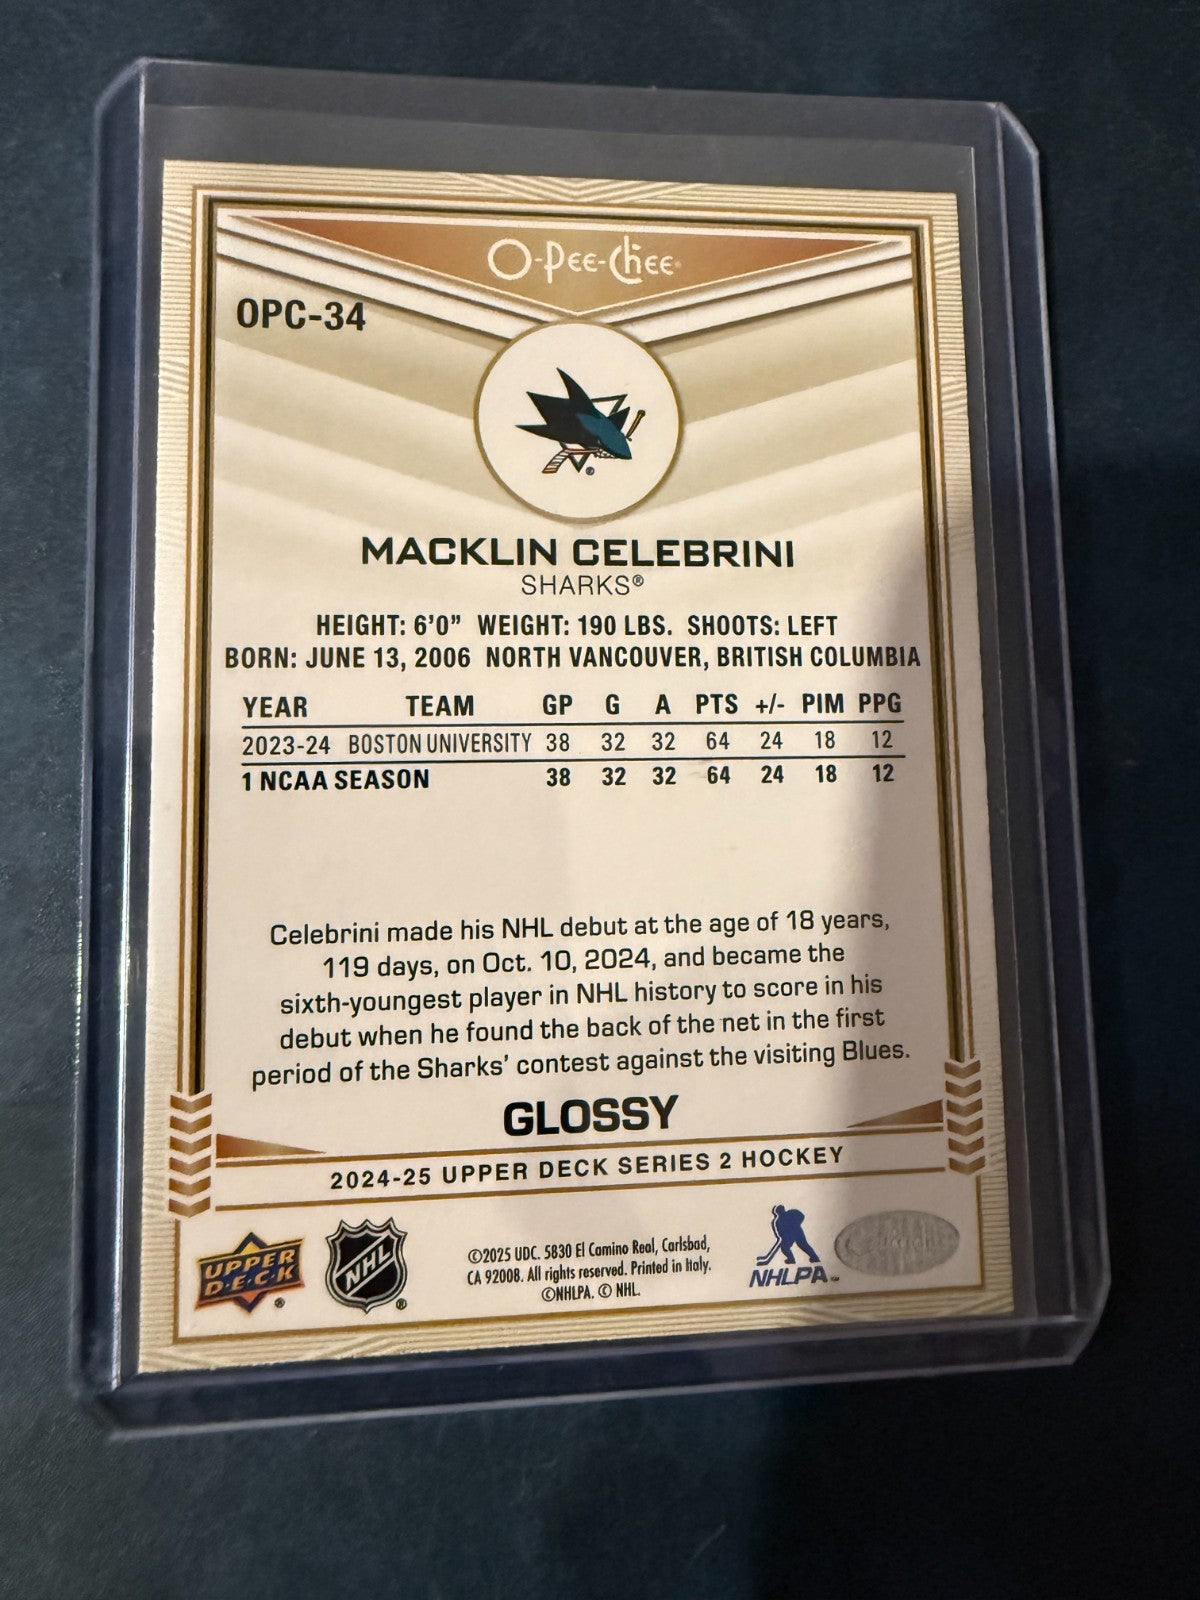 O-Pee-Chee
OPC-34
MACKLIN CELEBRINI
SHARKS®
HEIGHT: 6'0" WEIGHT: 190 LBS. SHOOTS: LEFT
BORN: JUNE 13, 2006 NORTH VANCOUVER, BRITISH COLUMBIA
YEAR TEAM GP G A PTS +/- PIM PPG
2023-24 BOSTON UNIVERSITY 38 32 32 64 24 18 12
1 NCAA SEASON 38 32 32 64 24 18 12
Celebrini made his NHL debut at the age of 18 years,
119 days, on Oct. 10, 2024, and became the
sixth-youngest player in NHL history to score in his
debut when he found the back of the net in the first
period of the Sharks' contest against the visiting Blues.
GLOSSY
2024-25 UPPER DECK SERIES 2 HOCKEY
UPPER
D·E·C·K ®
NHL ®
©2025 UDC. 5830 El Camino Real, Carlsbad,
CA 92008. All rights reserved. Printed in Italy.
©NHLPA. © NHL.
NHLPA